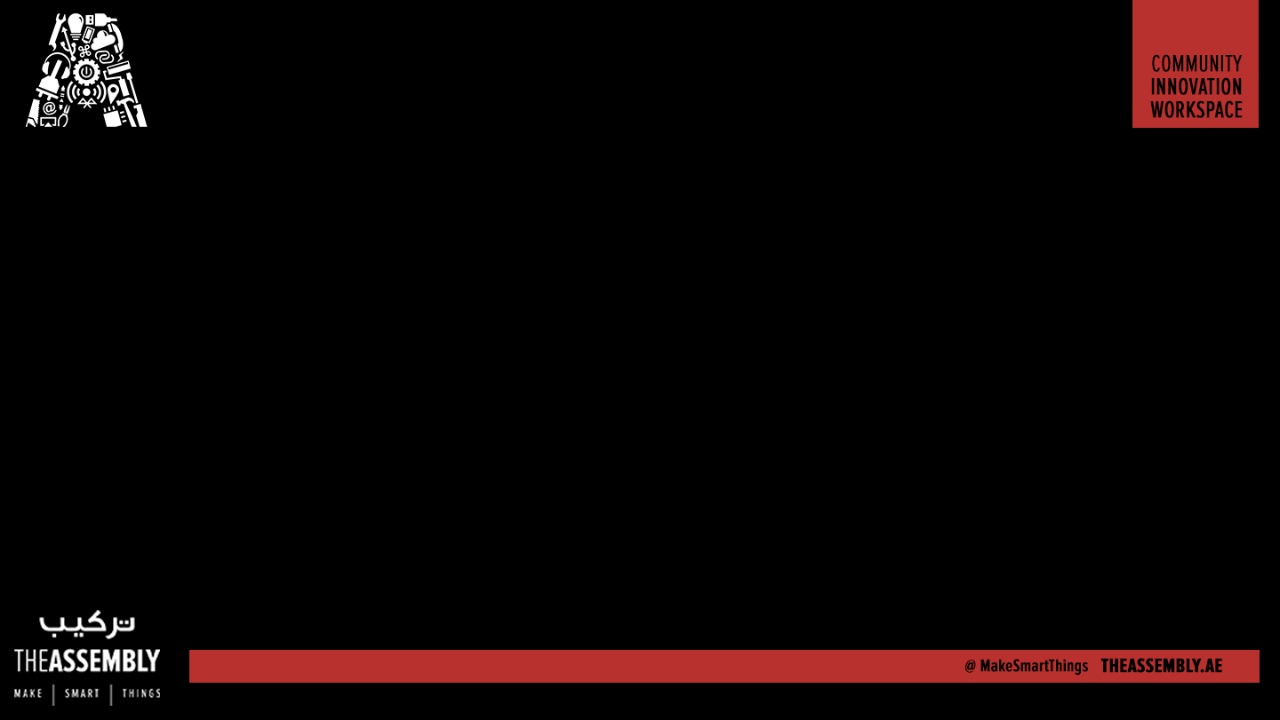 COMMUNITY
INNOVATION
WORKSPACE
تركيب
THEASSEMBLY
MAKE | SMART | THINGS
@ MakeSmartThings THEASSEMBLY.AE